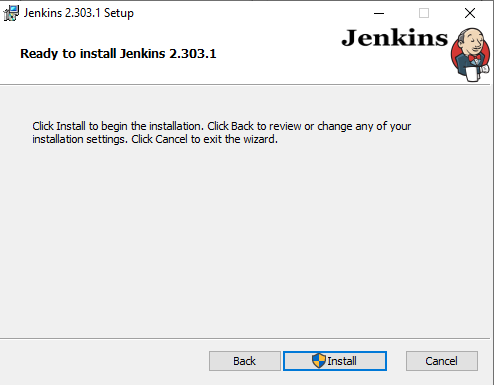 Jenkins 2.303.1 Setup
Jenkins
Ready to install Jenkins 2.303.1
Click Install to begin the installation. Click Back to review or change any of your
installation settings. Click Cancel to exit the wizard.
Back
Install
Cancel